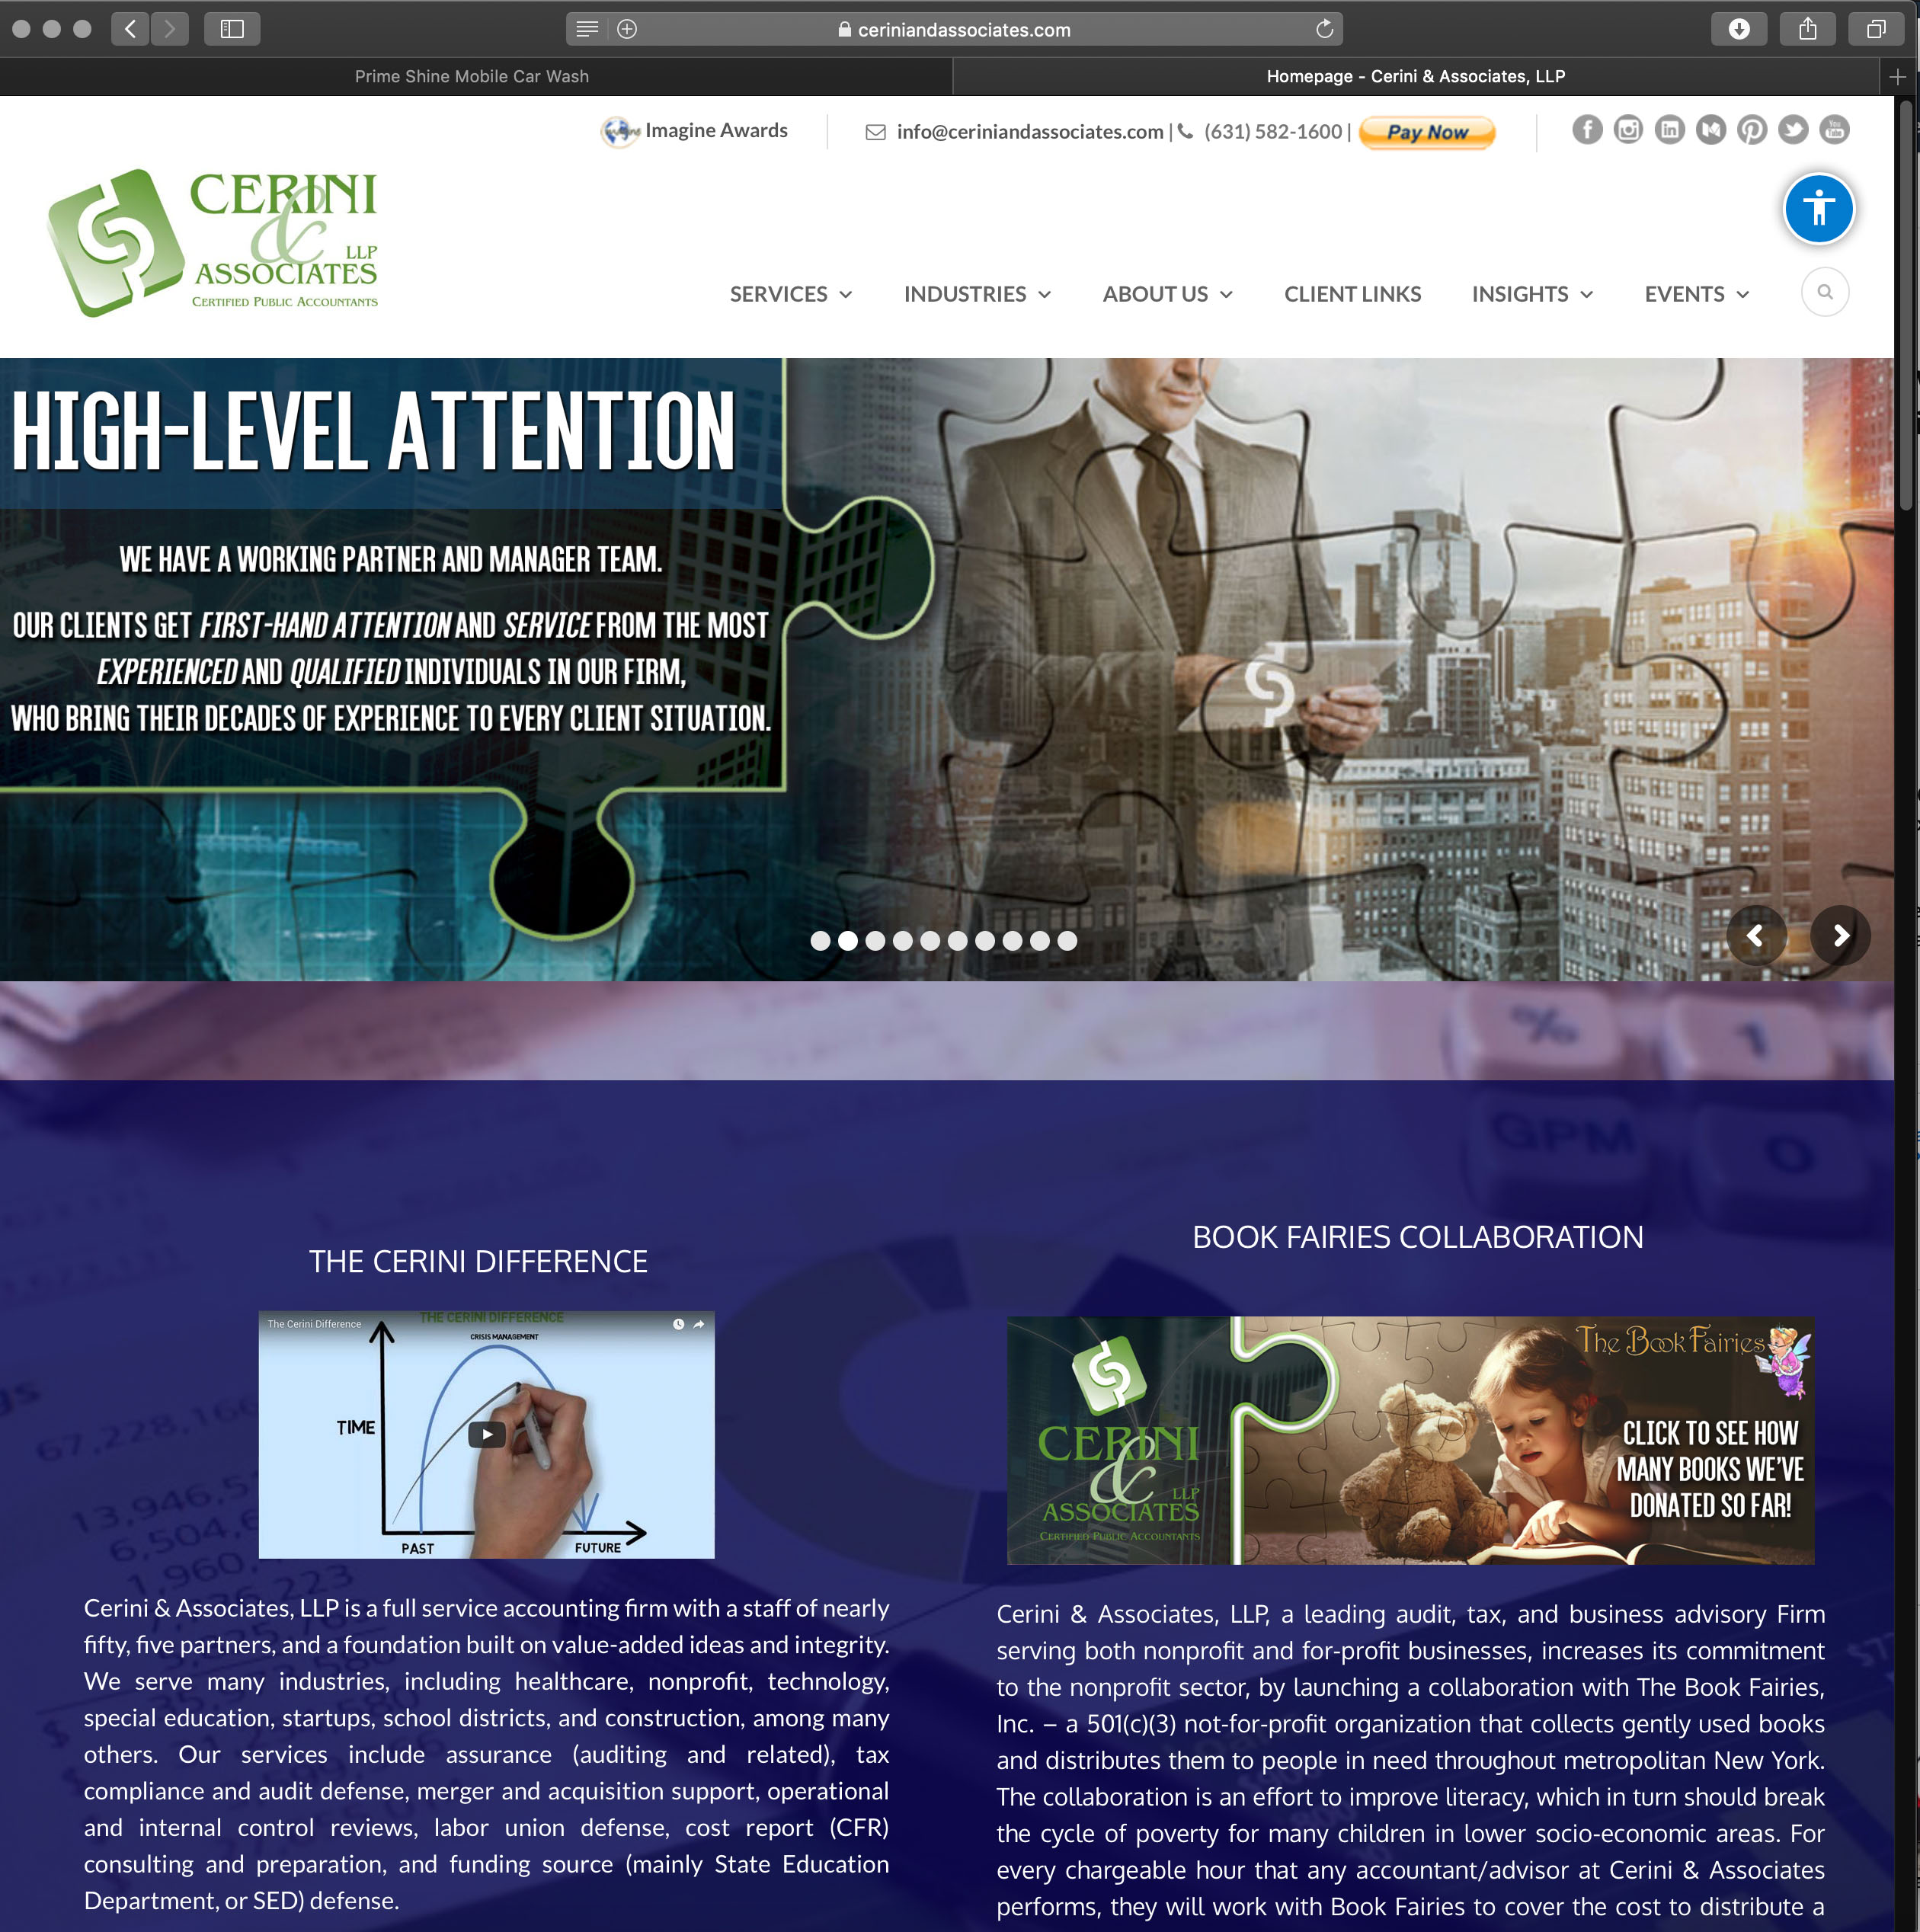 ceriniandassociates.com
Prime Shine Mobile Car Wash
Homepage - Cerini & Associates, LLP
Imagine Awards
info@ceriniandassociates.com | (631) 582-1600 | Pay Now
You
Tube
CERINI
&
LLP
ASSOCIATES
CERTIFIED PUBLIC ACCOUNTANTS
SERVICES INDUSTRIES ABOUT US CLIENT LINKS INSIGHTS EVENTS
HIGH-LEVEL ATTENTION
WE HAVE A WORKING PARTNER AND MANAGER TEAM.
OUR CLIENTS GET FIRST-HAND ATTENTION AND SERVICE FROM THE MOST
EXPERIENCED AND QUALIFIED INDIVIDUALS IN OUR FIRM,
WHO BRING THEIR DECADES OF EXPERIENCE TO EVERY CLIENT SITUATION.
% 1
GPM 0
THE CERINI DIFFERENCE
The Cerini Difference
THE CERINI DIFFERENCE
CRISIS MANAGEMENT
TIME
PAST FUTURE
67,228,166
Cerini & Associates, LLP is a full service accounting firm with a staff of nearly
fifty, five partners, and a foundation built on value-added ideas and integrity.
We serve many industries, including healthcare, nonprofit, technology,
special education, startups, school districts, and construction, among many
others. Our services include assurance (auditing and related), tax
compliance and audit defense, merger and acquisition support, operational
and internal control reviews, labor union defense, cost report (CFR)
consulting and preparation, and funding source (mainly State Education
Department, or SED) defense.
BOOK FAIRIES COLLABORATION
CERINI
&
LLP
ASSOCIATES
CERTIFIED PUBLIC ACCOUNTANTS
The Book Fairies
CLICK TO SEE HOW
MANY BOOKS WE'VE
DONATED SO FAR!
Cerini & Associates, LLP, a leading audit, tax, and business advisory Firm
serving both nonprofit and for-profit businesses, increases its commitment
to the nonprofit sector, by launching a collaboration with The Book Fairies,
Inc. – a 501(c)(3) not-for-profit organization that collects gently used books
and distributes them to people in need throughout metropolitan New York.
The collaboration is an effort to improve literacy, which in turn should break
the cycle of poverty for many children in lower socio-economic areas. For
every chargeable hour that any accountant/advisor at Cerini & Associates
performs, they will work with Book Fairies to cover the cost to distribute a